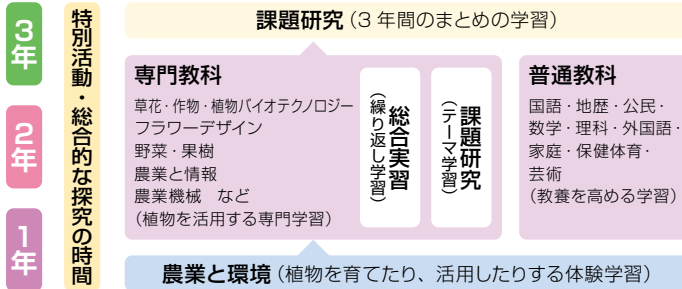 3年
2年
1年
特別活動・総合的な探究の時間
課題研究(3年間のまとめの学習)
専門教科
草花・作物・植物バイオテクノロジー
フラワーデザイン
野菜・果樹
農業と情報
農業機械 など
(植物を活用する専門学習)
総合実習
(繰り返し学習)
課題研究
(テーマ学習)
普通教科
国語・地歴・公民・
数学・理科・外国語・
家庭・保健体育・
芸術
(教養を高める学習)
農業と環境(植物を育てたり、活用したりする体験学習)